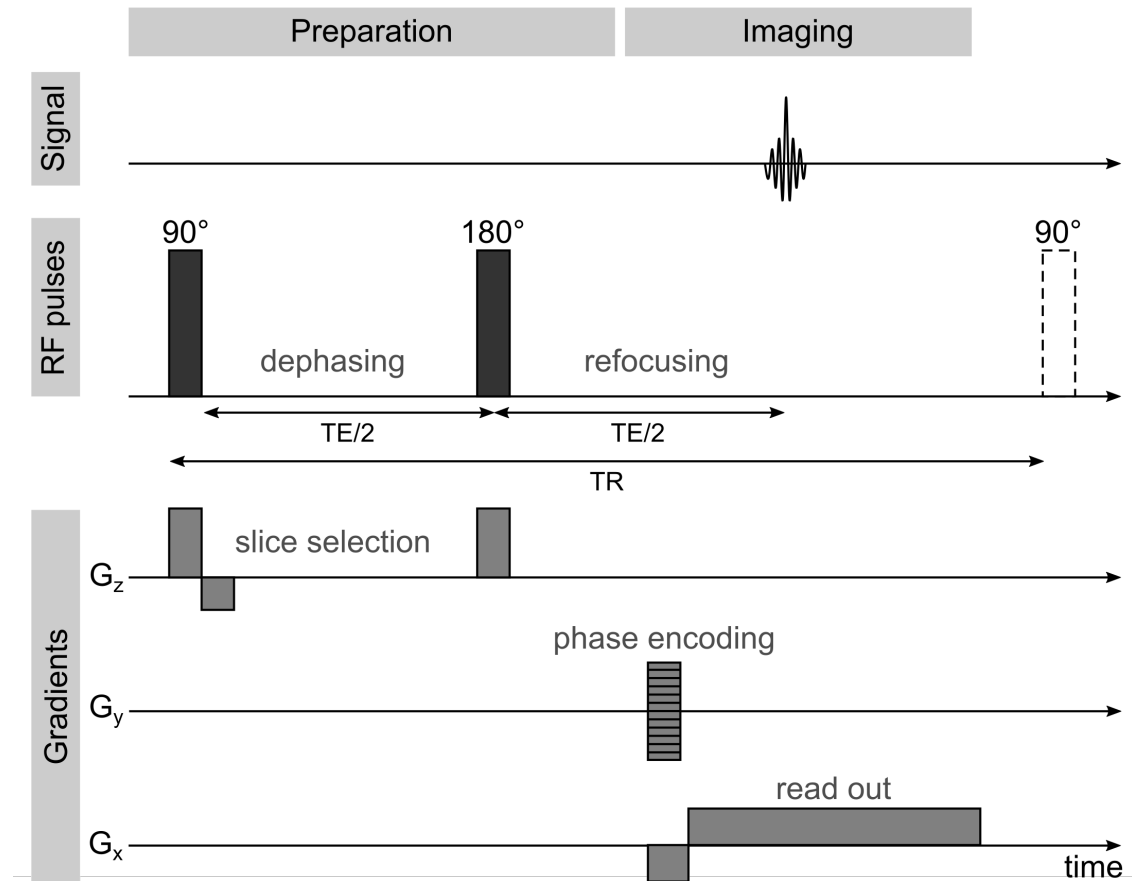 Preparation
Imaging
Signal
RF pulses
90°
180°
90°
dephasing
refocusing
TE/2
TE/2
TR
Gradients
slice selection
Gz
phase encoding
Gy
read out
Gx
time